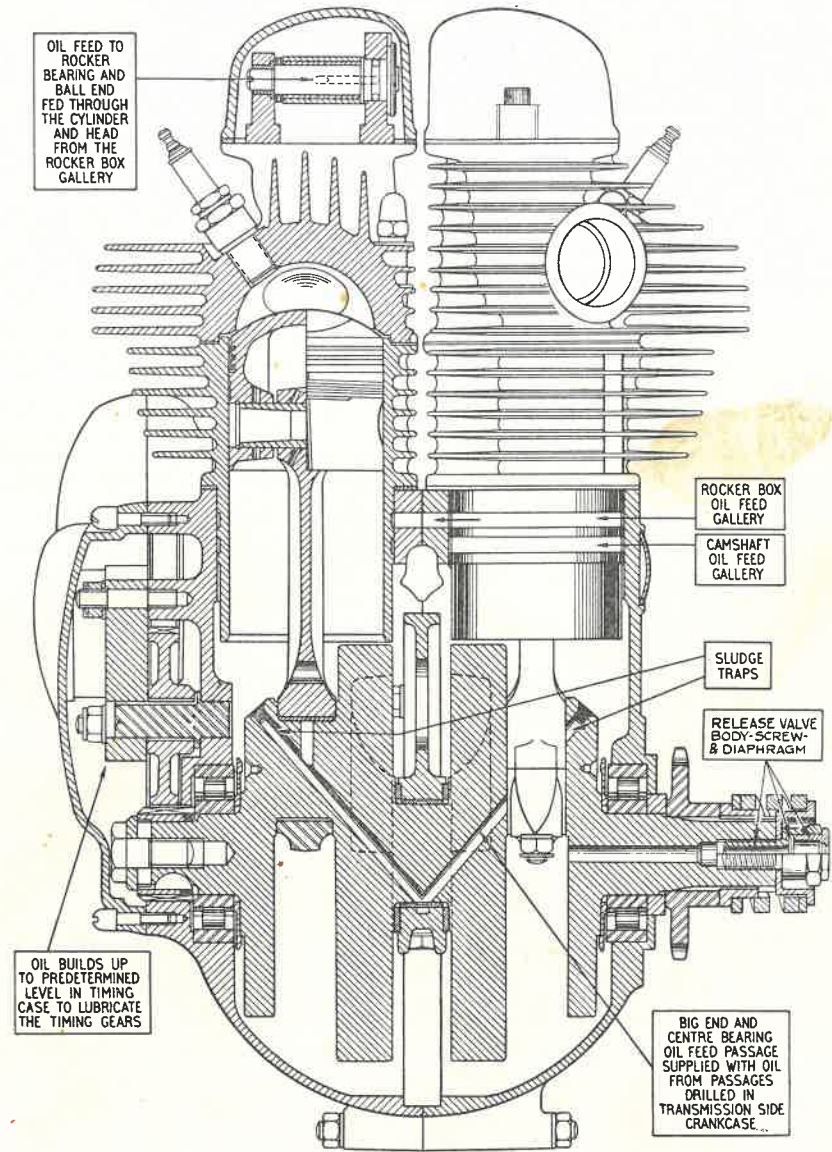 OIL FEED TO
ROCKER
BEARING AND
BALL END
FED THROUGH
THE CYLINDER
AND HEAD
FROM THE
ROCKER BOX
GALLERY
ROCKER BOX
OIL FEED
GALLERY
CAMSHAFT
OIL FEED
GALLERY
SLUDGE
TRAPS
RELEASE VALVE
BODY-SCREW-
& DIAPHRAGM
OIL BUILDS UP
TO PREDETERMINED
LEVEL IN TIMING
CASE TO LUBRICATE
THE TIMING GEARS
BIG END AND
CENTRE BEARING
OIL FEED PASSAGE
SUPPLIED WITH OIL
FROM PASSAGES
DRILLED IN
TRANSMISSION SIDE
CRANKCASE...